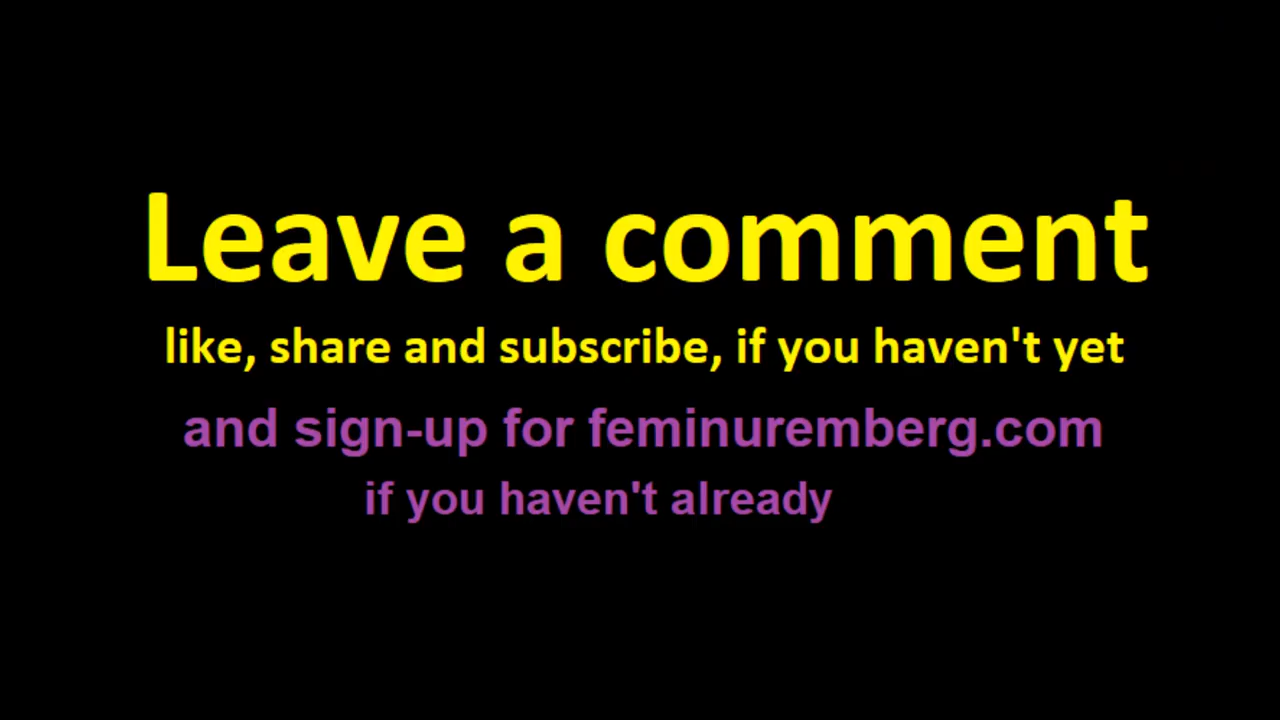 Leave a comment
like, share and subscribe, if you haven't yet
and sign-up for feminuremberg.com
if you haven't already